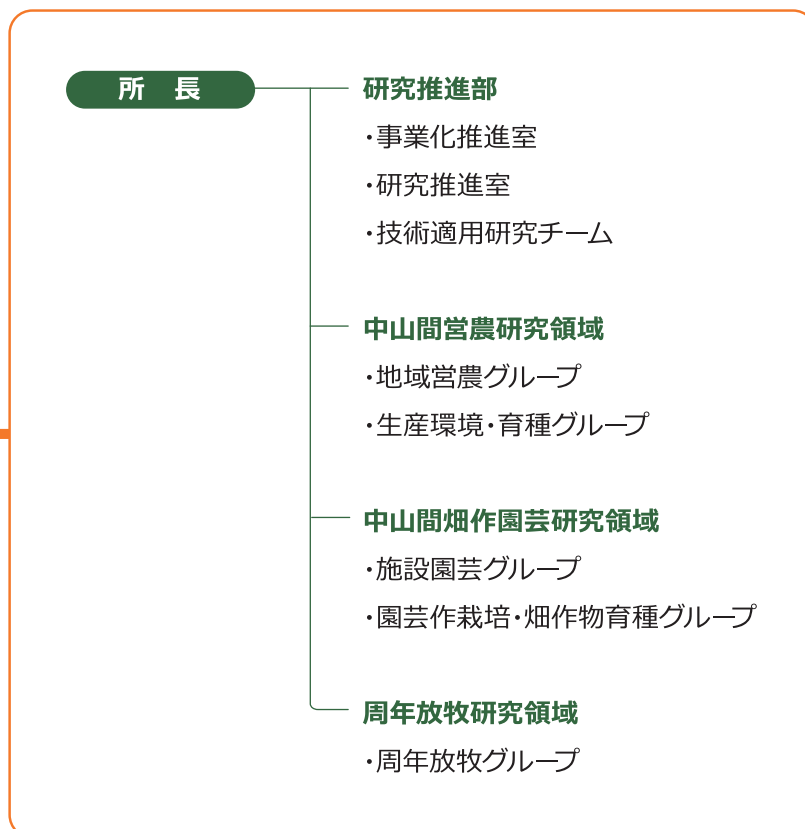 所　長
研究推進部
・事業化推進室
・研究推進室
・技術適用研究チーム
中山間営農研究領域
・地域営農グループ
・生産環境・育種グループ
中山間畑作園芸研究領域
・施設園芸グループ
・園芸作栽培・畑作物育種グループ
周年放牧研究領域
・周年放牧グループ